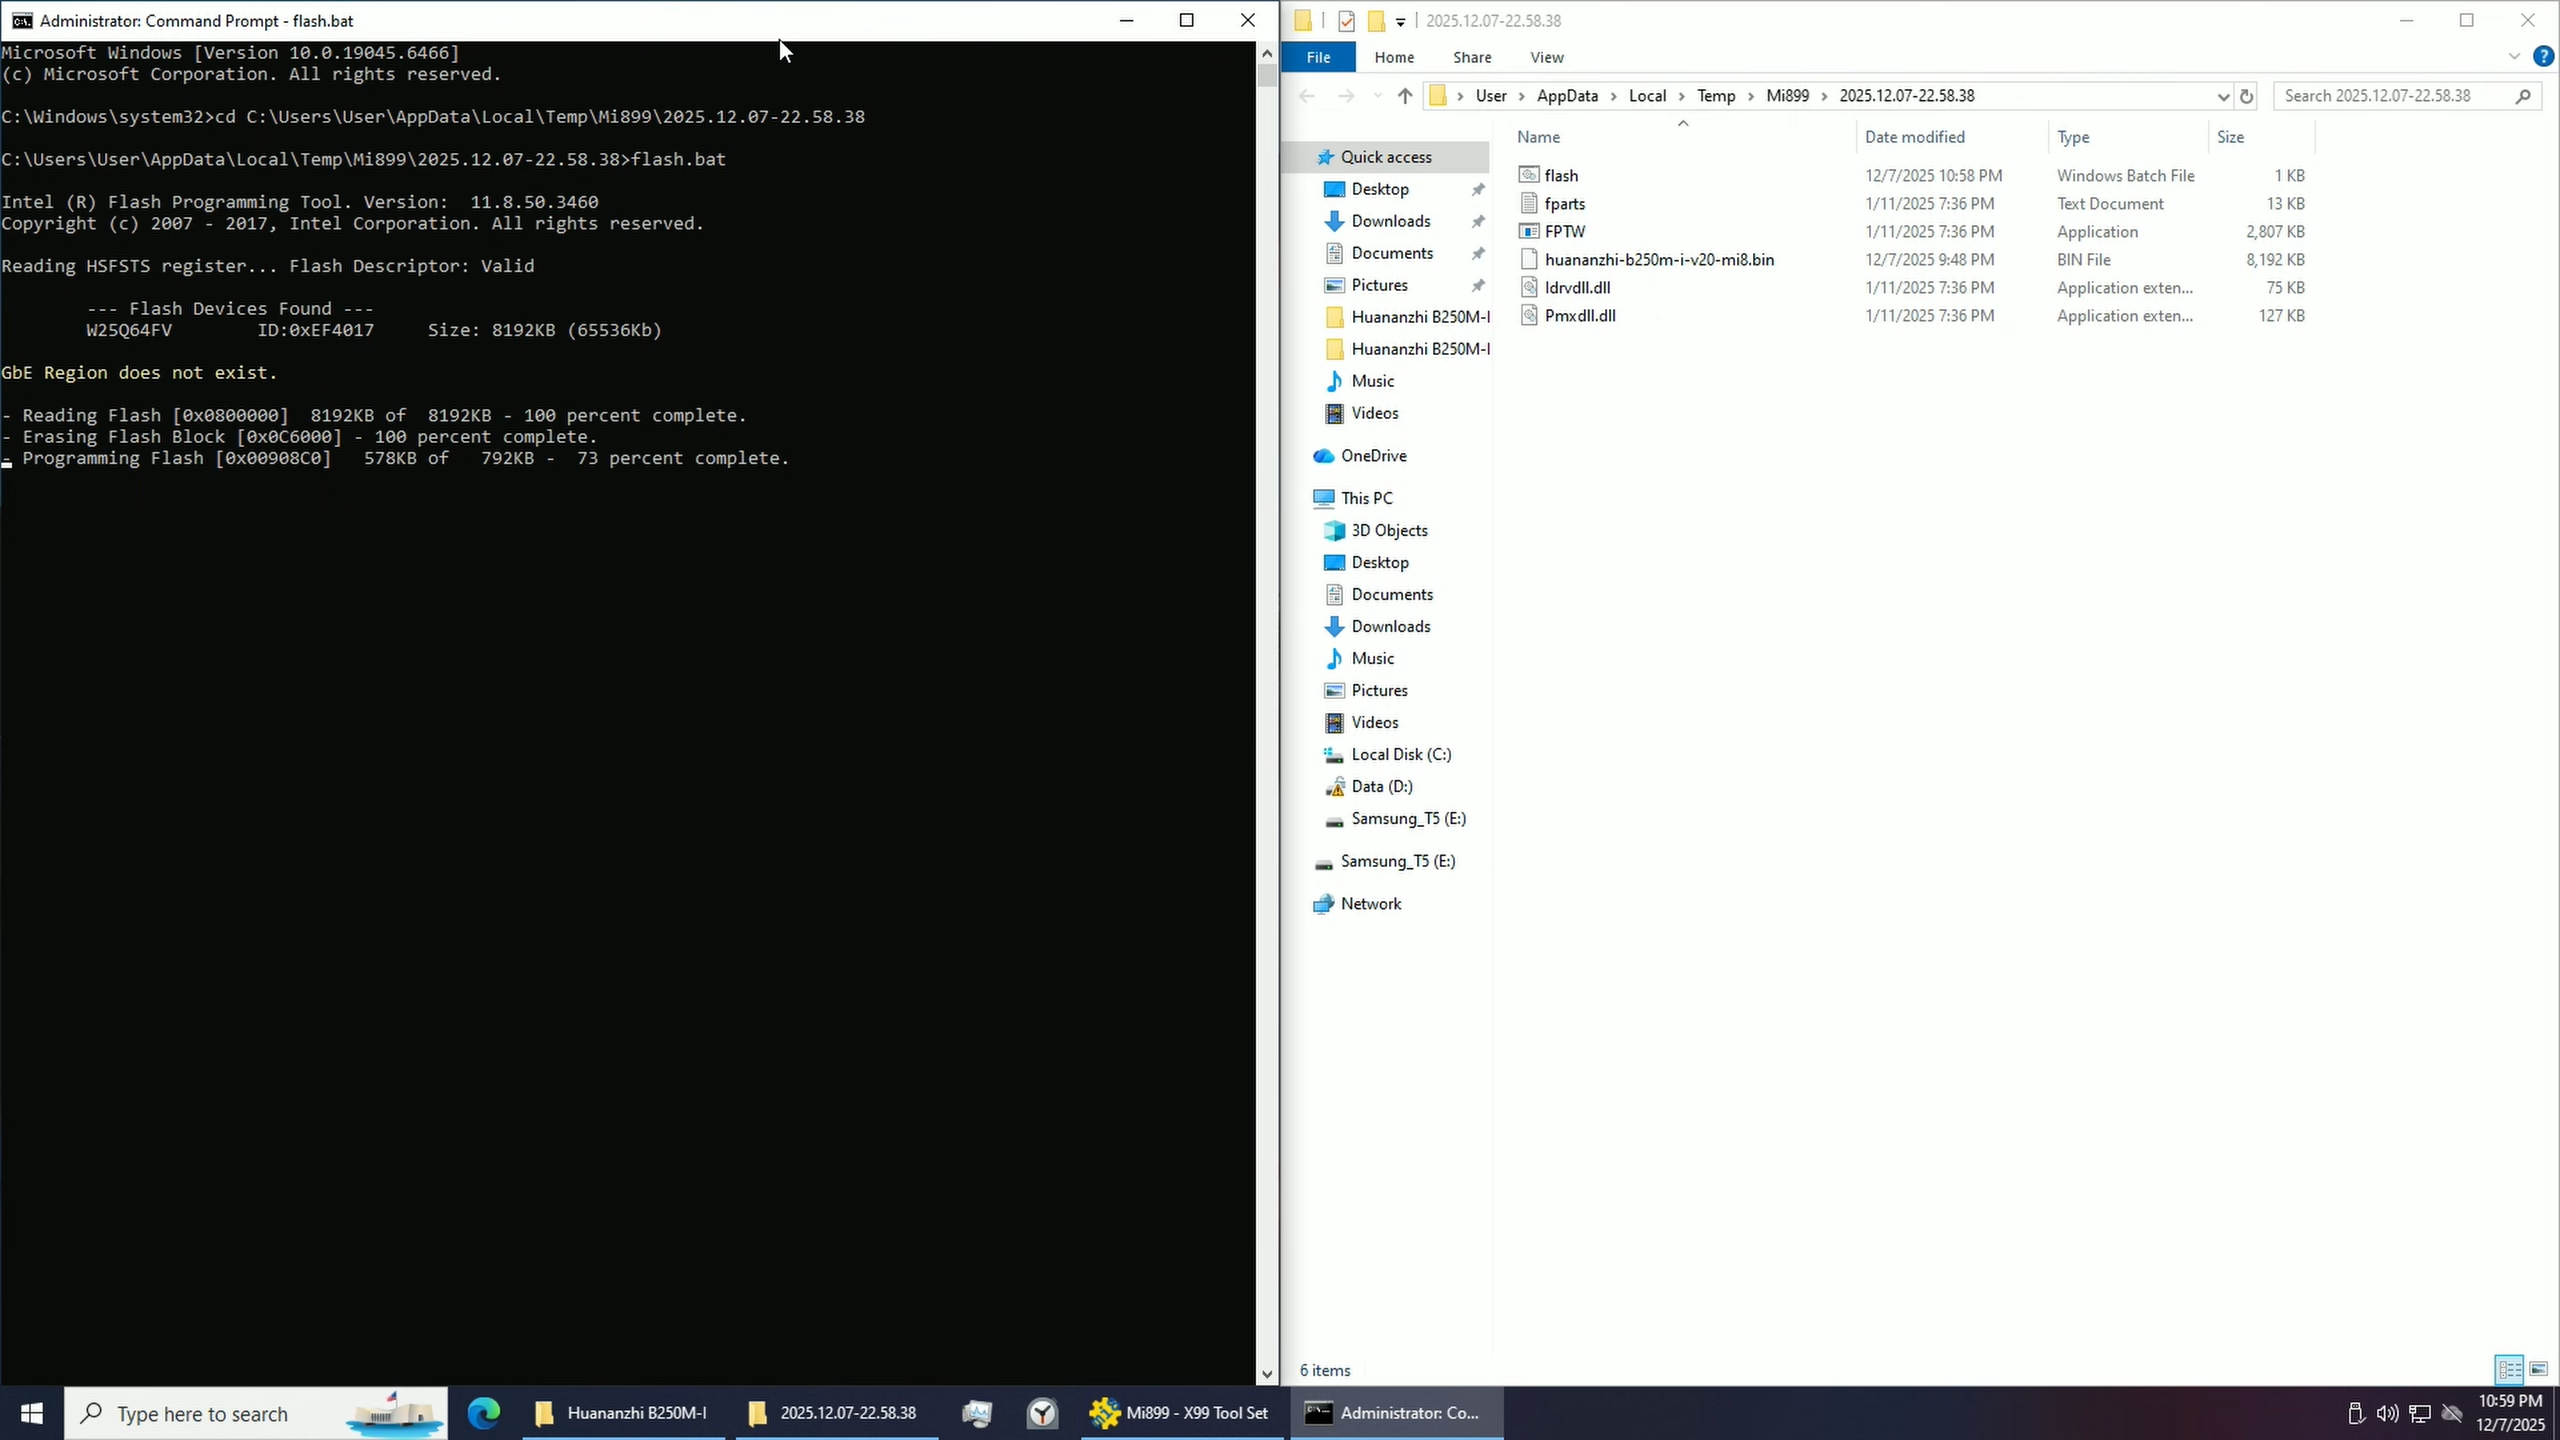 Administrator: Command Prompt - flash.bat
Microsoft Windows [Version 10.0.19045.6466]
(c) Microsoft Corporation. All rights reserved.
C:\Windows\system32>cd C:\Users\User\AppData\Local\Temp\Mi899\2025.12.07-22.58.38
C:\Users\User\AppData\Local\Temp\Mi899\2025.12.07-22.58.38>flash.bat
Intel (R) Flash Programming Tool. Version:  11.8.50.3460
Copyright (c) 2007 - 2017, Intel Corporation. All rights reserved.
Reading HSFSTS register... Flash Descriptor: Valid
--- Flash Devices Found ---
W25Q64FV        ID:0xEF4017     Size: 8192KB (65536Kb)
GbE Region does not exist.
- Reading Flash [0x0800000]  8192KB of  8192KB - 100 percent complete.
- Erasing Flash Block [0x0C6000] - 100 percent complete.
- Programming Flash [0x00908C0]   578KB of   792KB -  73 percent complete.
2025.12.07-22.58.38
File Home Share View
User > AppData > Local > Temp > Mi899 > 2025.12.07-22.58.38
Search 2025.12.07-22.58.38
Name Date modified Type Size
flash 12/7/2025 10:58 PM Windows Batch File 1 KB
fparts 1/11/2025 7:36 PM Text Document 13 KB
FPTW 1/11/2025 7:36 PM Application 2,807 KB
huananzhi-b250m-i-v20-mi8.bin 12/7/2025 9:48 PM BIN File 8,192 KB
Idrvdll.dll 1/11/2025 7:36 PM Application exten... 75 KB
Pmxdll.dll 1/11/2025 7:36 PM Application exten... 127 KB
Quick access
Desktop
Downloads
Documents
Pictures
Huananzhi B250M-I
Huananzhi B250M-I
Music
Videos
OneDrive
This PC
3D Objects
Desktop
Documents
Downloads
Music
Pictures
Videos
Local Disk (C:)
Data (D:)
Samsung_T5 (E:)
Samsung_T5 (E:)
Network
6 items
Type here to search
Huananzhi B250M-I
2025.12.07-22.58.38
Mi899 - X99 Tool Set
Administrator: Co...
10:59 PM
12/7/2025